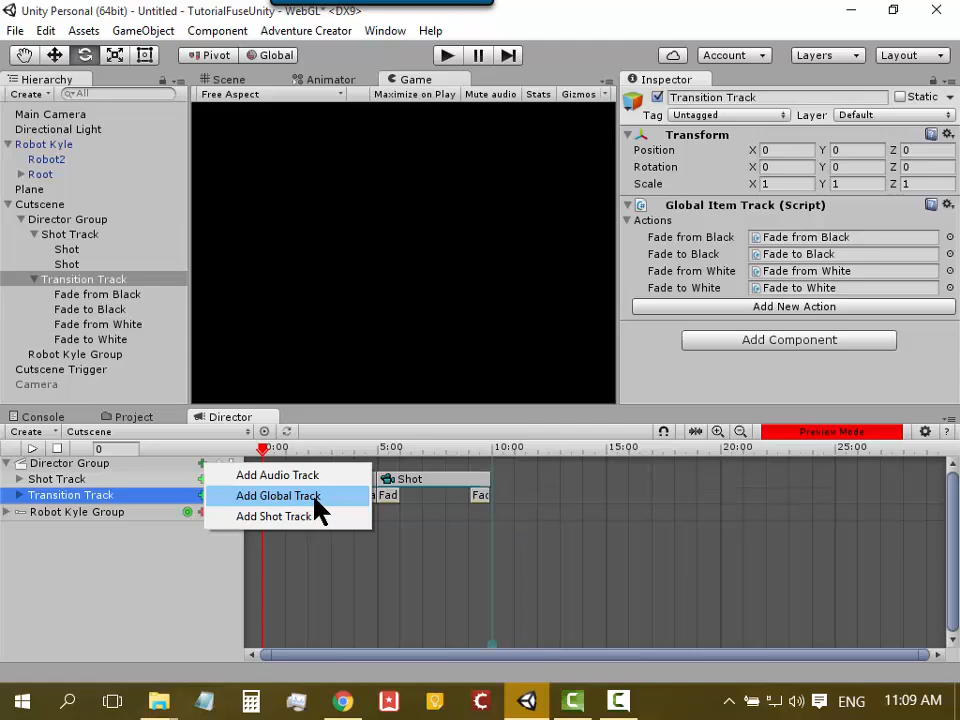 Unity Personal (64bit) - Untitled - TutorialFuseUnity - WebGL* <DX9>
File Edit Assets GameObject Component Adventure Creator Window Help
Pivot Global Account Layers Layout
Hierarchy Scene Animator Game Inspector
Create All Free Aspect Maximize on Play Mute audio Stats Gizmos Transition Track Static
Main Camera Tag Untagged Layer Default
Directional Light
Robot Kyle Transform
Robot2 Position X 0 Y 0 Z 0
Root Rotation X 0 Y 0 Z 0
Plane Scale X 1 Y 1 Z 1
Cutscene Global Item Track (Script)
Director Group Actions
Shot Track Fade from Black Fade from Black
Shot Fade to Black Fade to Black
Shot Fade from White Fade from White
Transition Track Fade to White Fade to White
Fade from Black Add New Action
Fade to Black
Fade from White
Fade to White Add Component
Robot Kyle Group
Cutscene Trigger
Camera
Console Project Director
Create Cutscene Preview Mode ?
0 0:00 5:00 10:00 15:00 20:00 25:00
Director Group
Shot Track Add Audio Track Shot
Transition Track Add Global Track Fad Fad
Robot Kyle Group Add Shot Track
ENG 11:09 AM